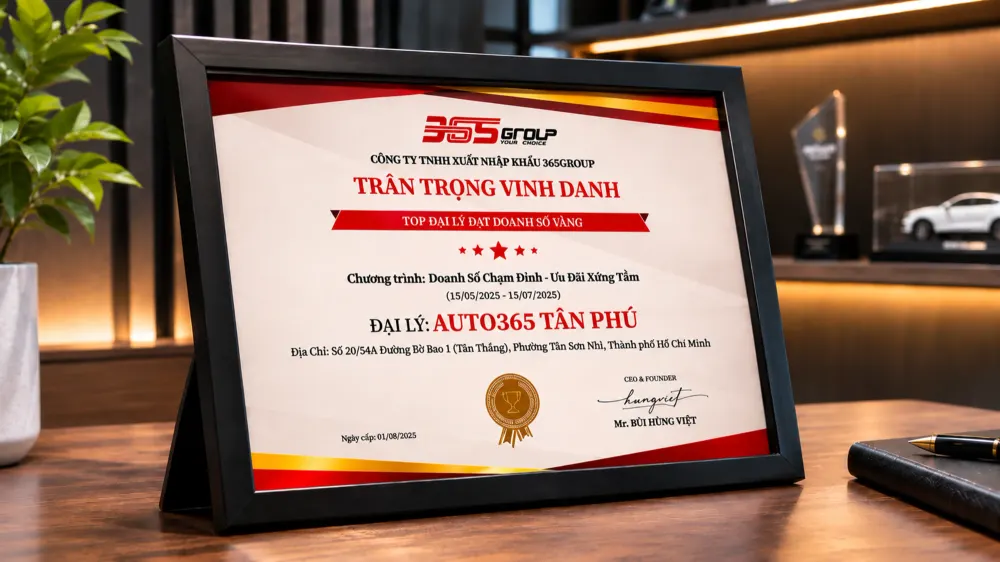 365 GROUP
YOUR CHOICE
CÔNG TY TNHH XUẤT NHẬP KHẨU 365GROUP
TRÂN TRỌNG VINH DANH
TOP ĐẠI LÝ ĐẠT DOANH SỐ VÀNG
Chương trình: Doanh Số Chạm Đỉnh - Ưu Đãi Xứng Tầm
(15/05/2025 - 15/07/2025)
ĐẠI LÝ: AUTO365 TÂN PHÚ
Địa Chỉ: Số 20/54A Đường Bờ Bao 1 (Tân Thắng), Phường Tân Sơn Nhì, Thành phố Hồ Chí Minh
CEO & FOUNDER
hungviet
Mr. BÙI HÙNG VIỆT
Ngày cấp: 01/08/2025